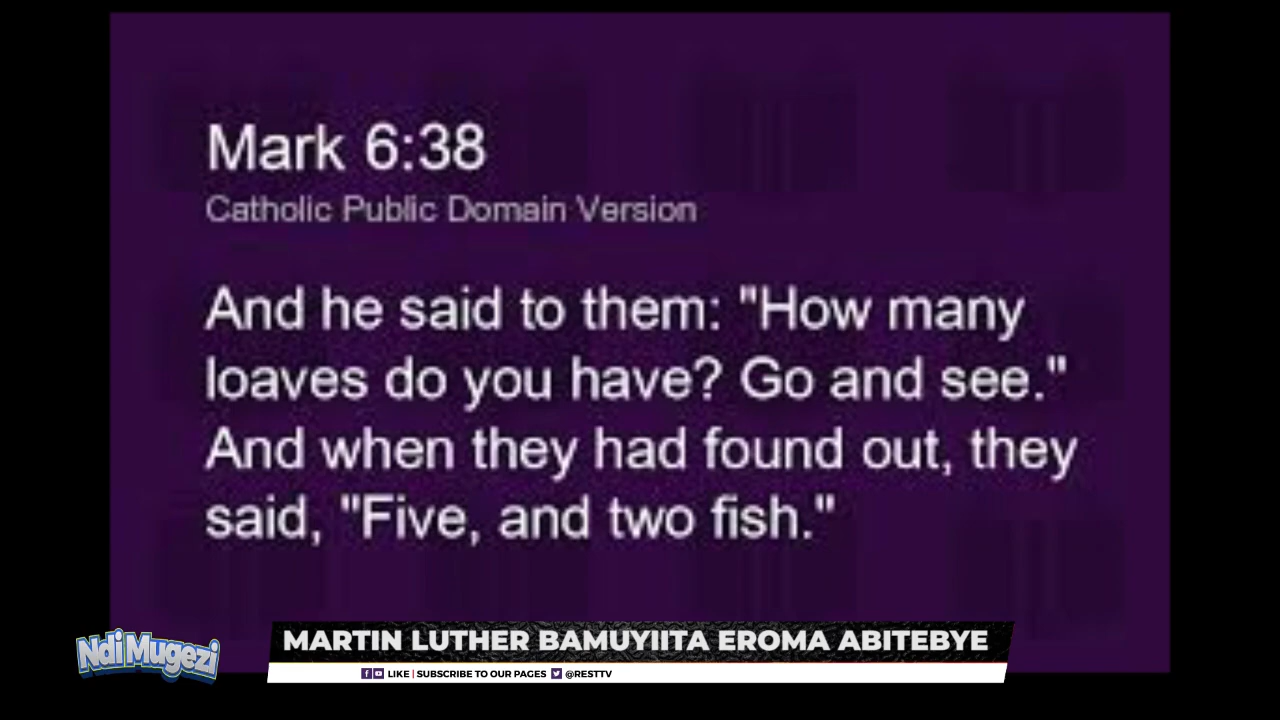 Mark 6:38
Catholic Public Domain Version
And he said to them: "How many
loaves do you have? Go and see."
And when they had found out, they
said, "Five, and two fish."
Ndi Mugezi
MARTIN LUTHER BAMUYIITA EROMA ABITEBYE
LIKE | SUBSCRIBE TO OUR PAGES @RESTTV